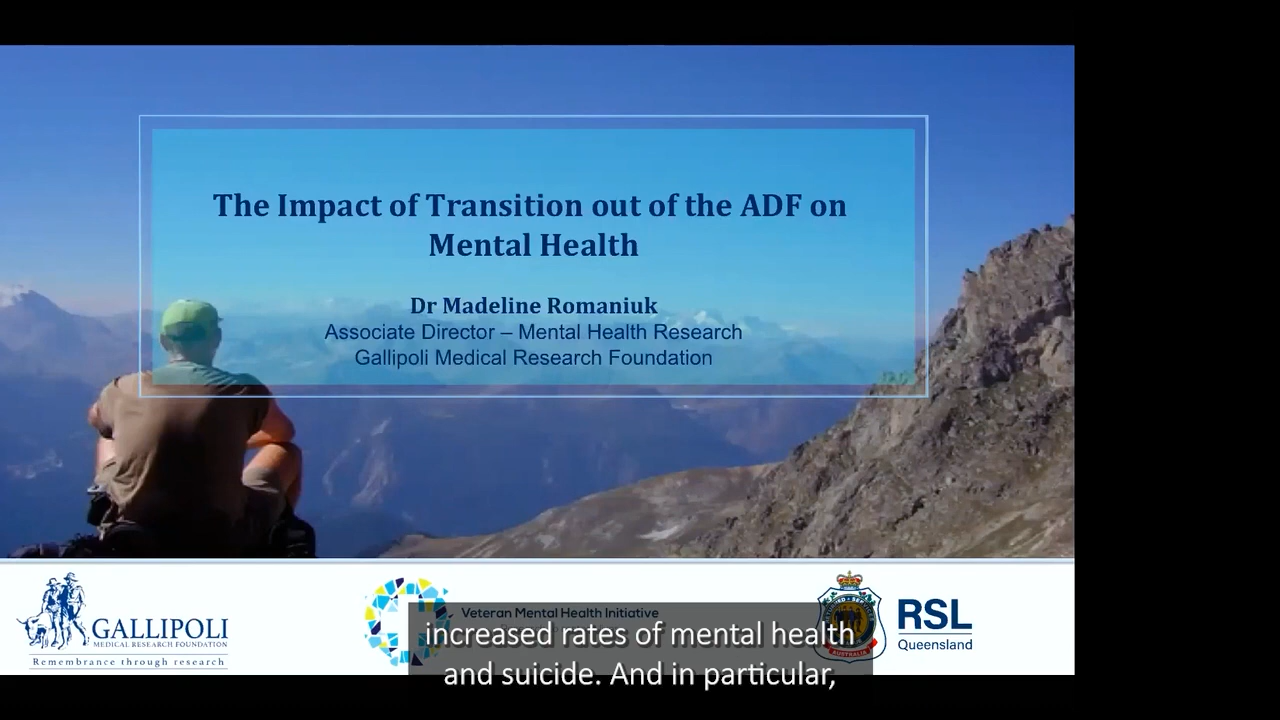 The Impact of Transition out of the ADF on
Mental Health
Dr Madeline Romaniuk
Associate Director – Mental Health Research
Gallipoli Medical Research Foundation
GALLIPOLI
MEDICAL RESEARCH FOUNDATION
Remembrance through research
Veteran Mental Health Initiative
RSL
Queensland
AUSTRALIA
increased rates of mental health
and suicide. And in particular,